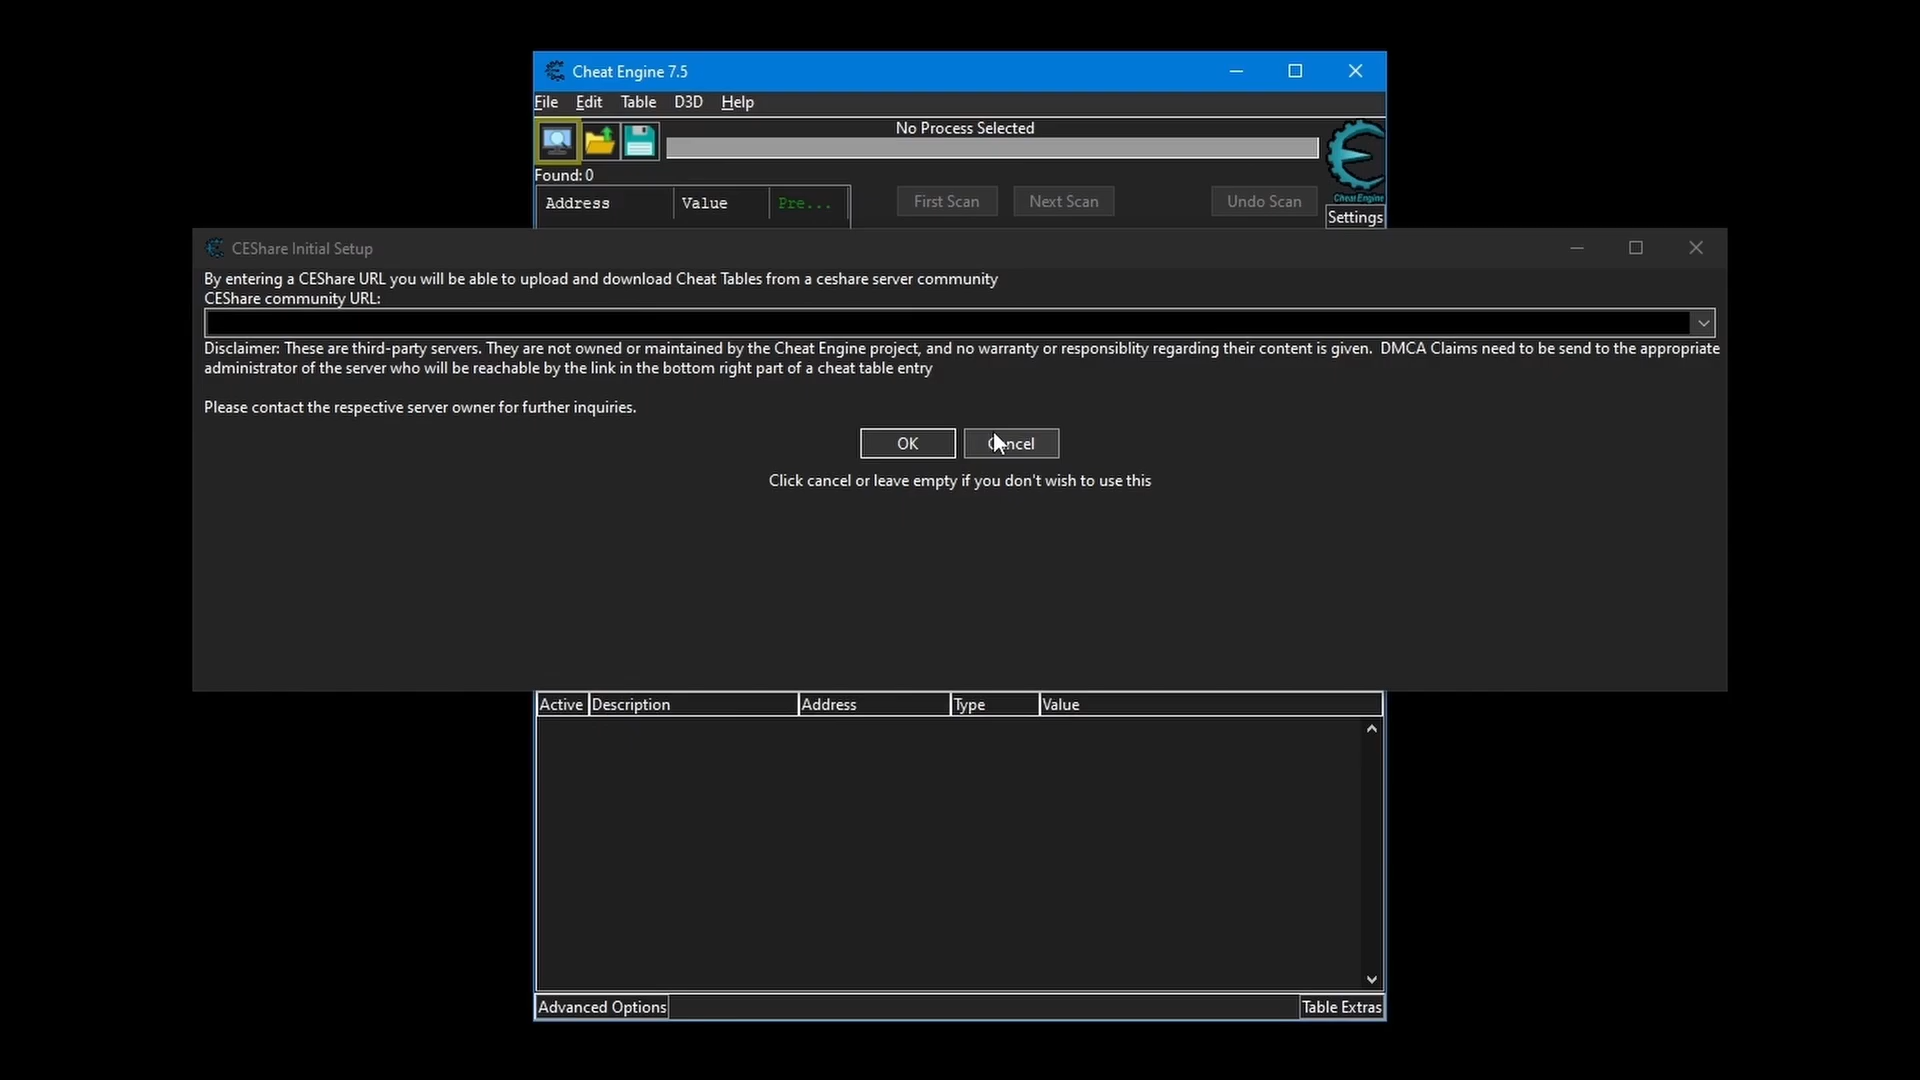 Cheat Engine 7.5
File Edit Table D3D Help
No Process Selected
Found: 0
Address Value Pre...
First Scan Next Scan Undo Scan
Cheat Engine
Settings
CEShare Initial Setup
By entering a CEShare URL you will be able to upload and download Cheat Tables from a ceshare server community
CEShare community URL:
Disclaimer: These are third-party servers. They are not owned or maintained by the Cheat Engine project, and no warranty or responsiblity regarding their content is given. DMCA Claims need to be send to the appropriate
administrator of the server who will be reachable by the link in the bottom right part of a cheat table entry
Please contact the respective server owner for further inquiries.
OK Cancel
Click cancel or leave empty if you don't wish to use this
Active Description Address Type Value
Advanced Options Table Extras